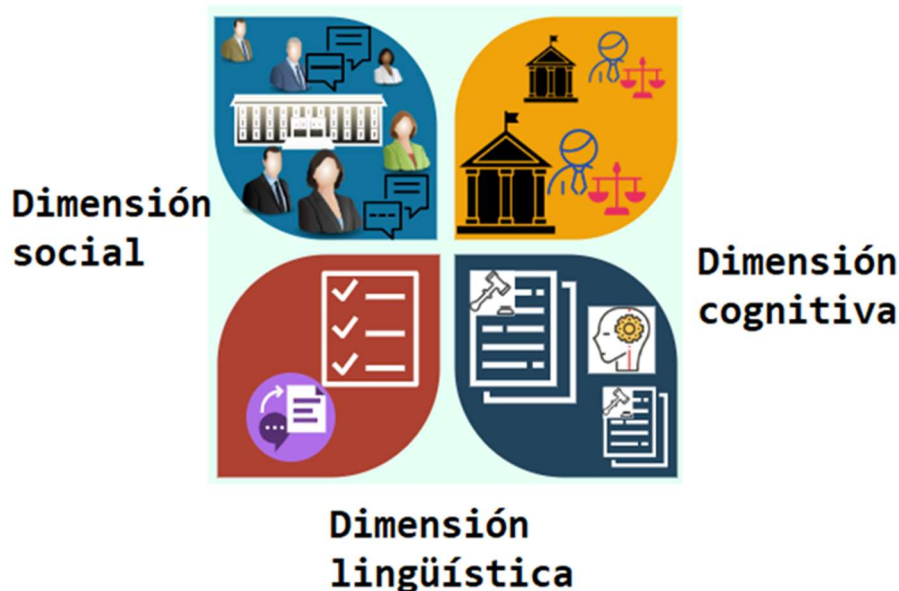 Dimensión
social
Dimensión
cognitiva
Dimensión
lingüística